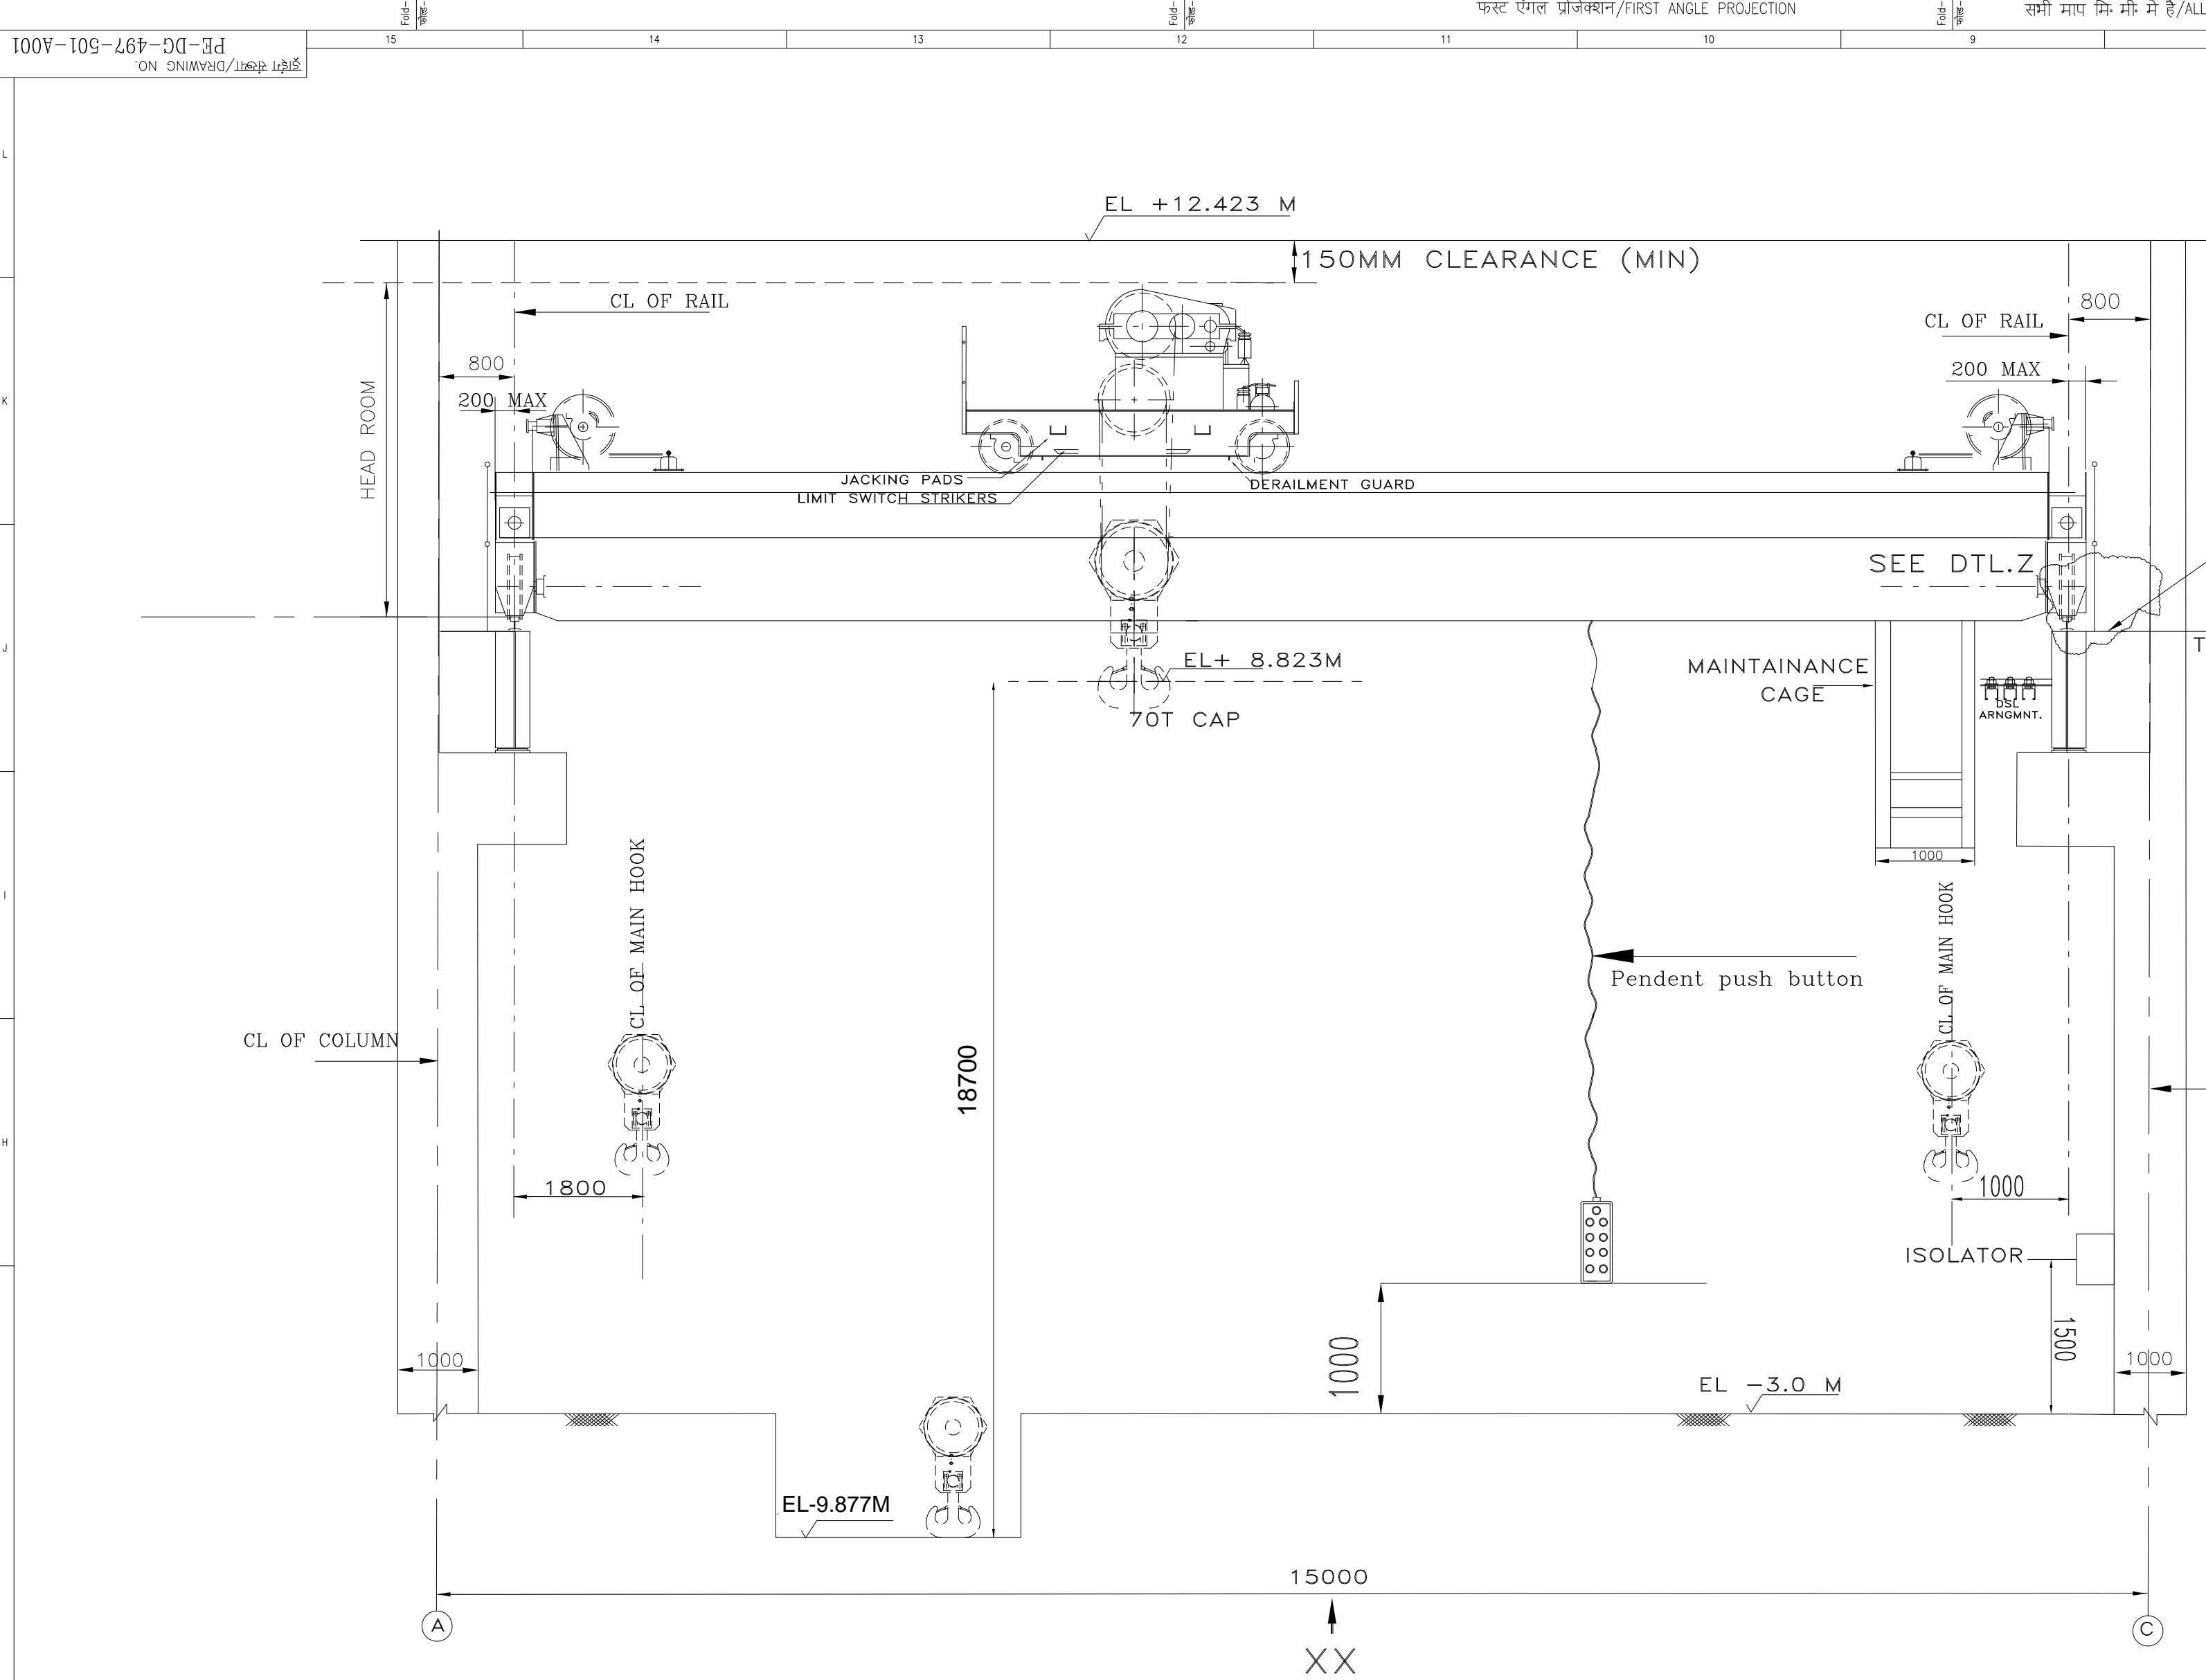 Fold-
फोल्ड-
Fold-
फोल्ड-
फस्ट एंगल प्रोजेक्शन/FIRST ANGLE PROJECTION
Fold-
फोल्ड-
सभी माप मि॰ मी॰ मे है/ALL
15
14
13
12
11
10
9
PE-DG-497-501-A001
ड्राइंग संख्या/DRAWING NO.
L
K
J
I
H
EL +12.423 M
150MM CLEARANCE (MIN)
CL OF RAIL
800
CL OF RAIL
800
200 MAX
200 MAX
HEAD ROOM
JACKING PADS
LIMIT SWITCH STRIKERS
DERAILMENT GUARD
SEE DTL.Z
T
EL+ 8.823M
70T CAP
MAINTAINANCE
CAGE
DSL
ARNGMNT.
1000
CL OF MAIN HOOK
CL OF MAIN HOOK
Pendent push button
CL OF COLUMN
18700
1800
1000
ISOLATOR
1500
1000
1000
1000
EL -3.0 M
EL-9.877M
15000
A
C
XX